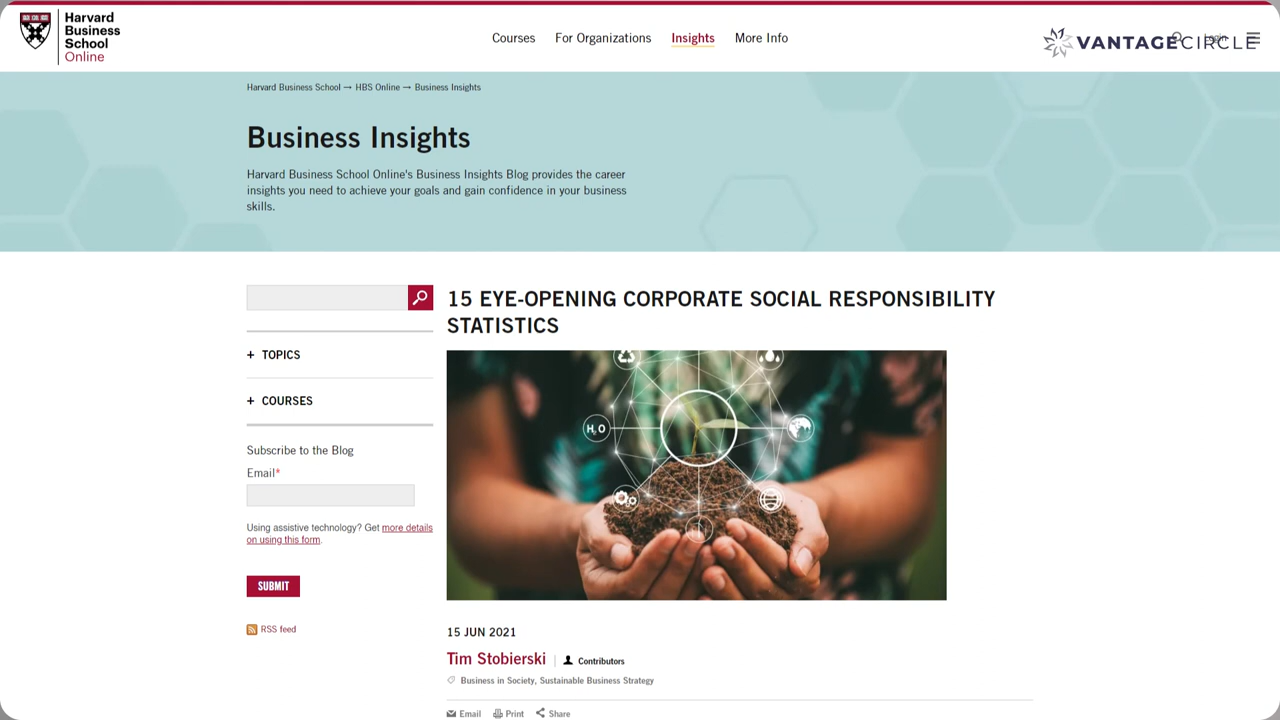 Harvard
Business
School
Online
Courses
For Organizations
Insights
More Info
VANTAGECIRCLE
Login
Harvard Business School → HBS Online → Business Insights
Business Insights
Harvard Business School Online's Business Insights Blog provides the career
insights you need to achieve your goals and gain confidence in your business
skills.
+ TOPICS
+ COURSES
Subscribe to the Blog
Email*
Using assistive technology? Get more details
on using this form.
SUBMIT
RSS feed
15 EYE-OPENING CORPORATE SOCIAL RESPONSIBILITY
STATISTICS
H₂O
15 JUN 2021
Tim Stobierski | Contributors
Business in Society, Sustainable Business Strategy
Email Print Share